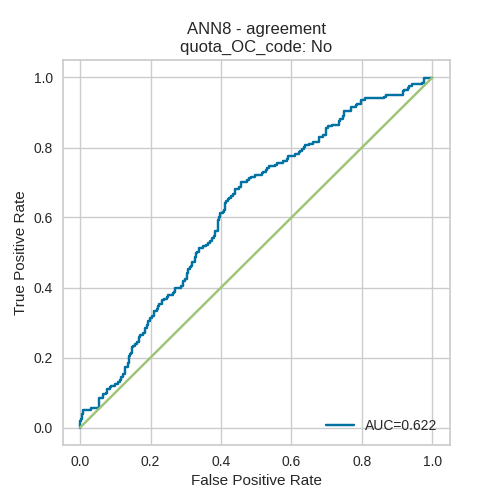 ANN8 - agreement
quota_OC_code: No
True Positive Rate
1.0
0.8
0.6
0.4
0.2
0.0
AUC=0.622
0.0 0.2 0.4 0.6 0.8 1.0
False Positive Rate